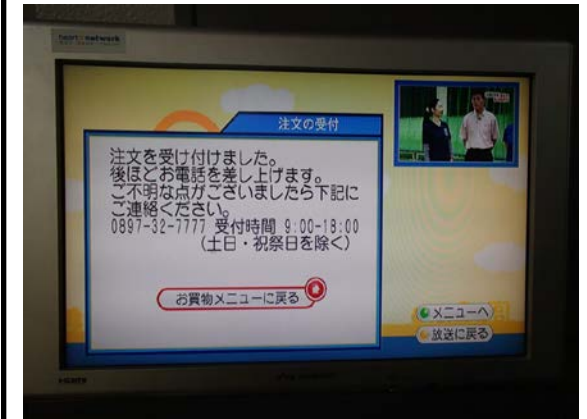 heart network
注文の受付
注文を受け付けました。
後ほどお電話を差し上げます。
ご不明な点がございましたら下記に
ご連絡ください。
0897-32-7777 受付時間 9:00-18:00
(土日・祝祭日を除く)
お買物メニューに戻る
メニューへ
放送に戻る